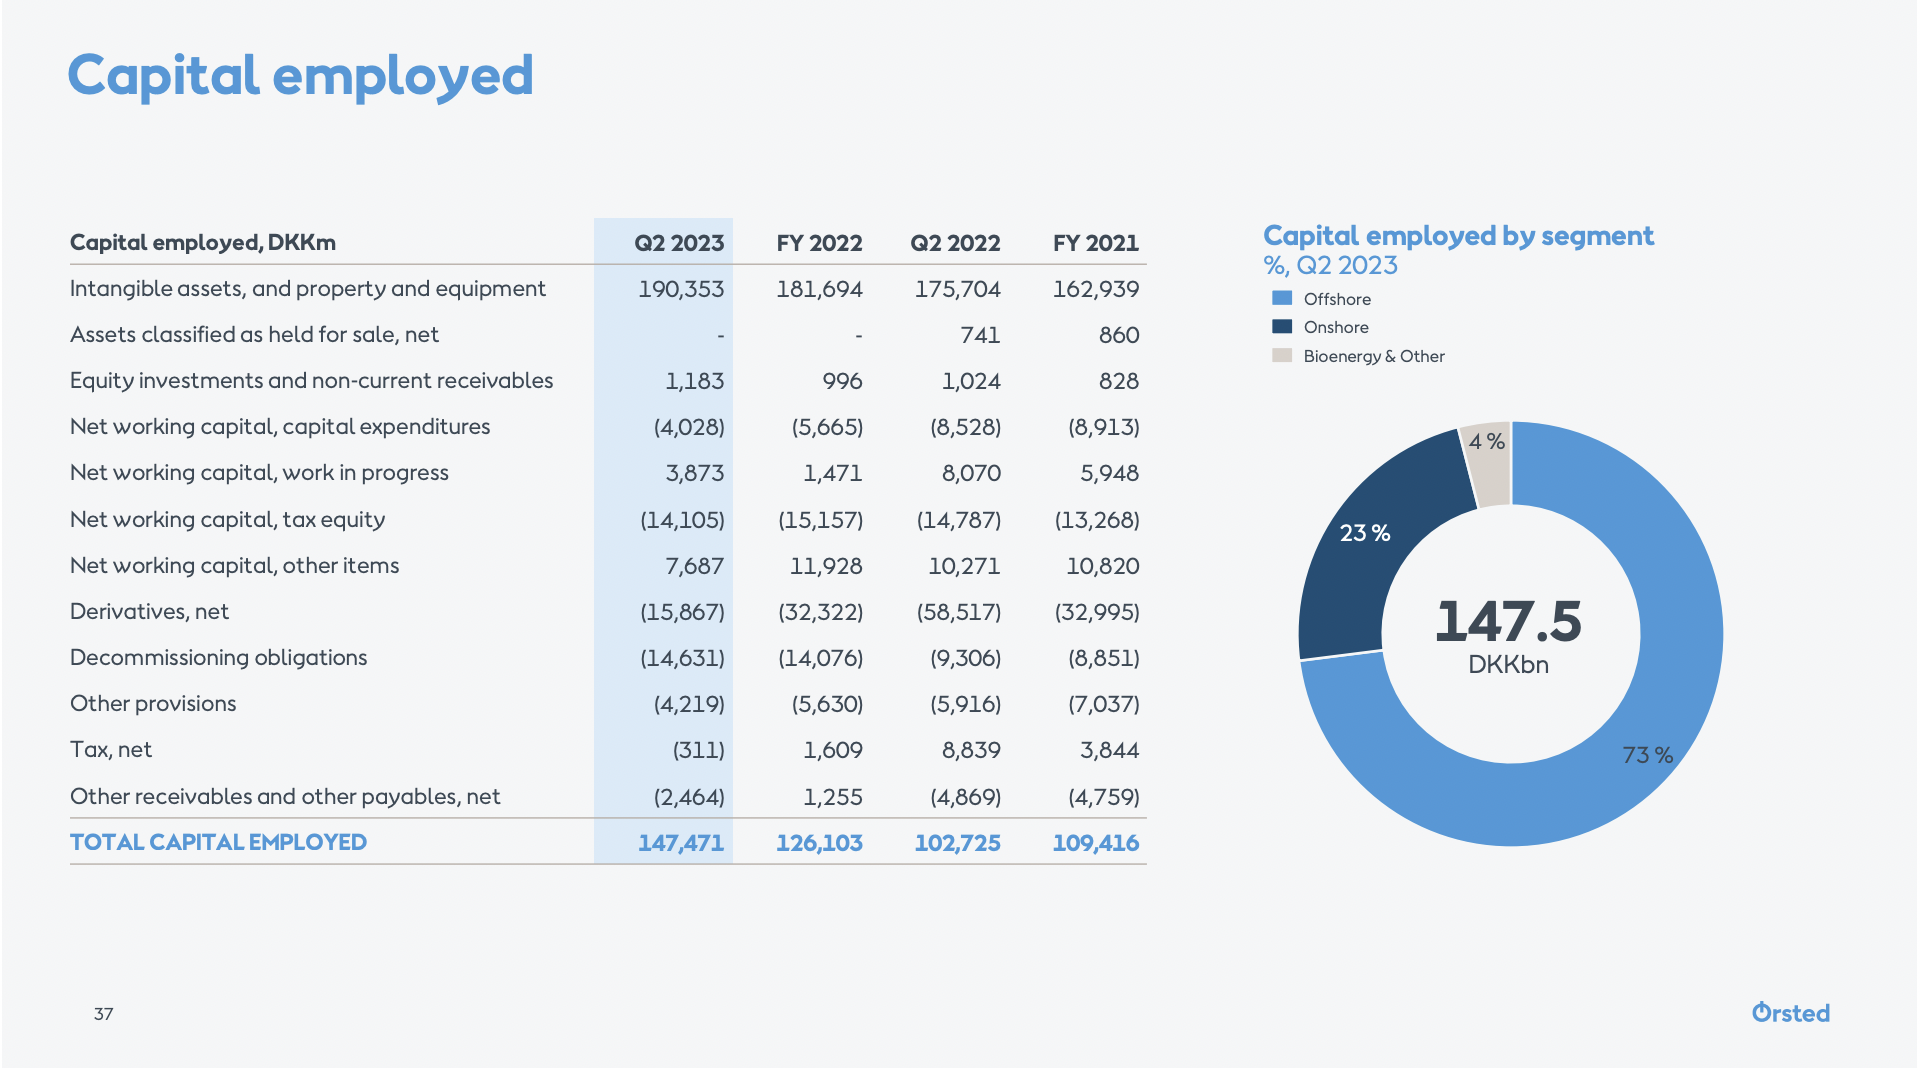 Capital employed
Capital employed, DKKm Q2 2023 FY 2022 Q2 2022 FY 2021
Intangible assets, and property and equipment 190,353 181,694 175,704 162,939
Assets classified as held for sale, net - - 741 860
Equity investments and non-current receivables 1,183 996 1,024 828
Net working capital, capital expenditures (4,028) (5,665) (8,528) (8,913)
Net working capital, work in progress 3,873 1,471 8,070 5,948
Net working capital, tax equity (14,105) (15,157) (14,787) (13,268)
Net working capital, other items 7,687 11,928 10,271 10,820
Derivatives, net (15,867) (32,322) (58,517) (32,995)
Decommissioning obligations (14,631) (14,076) (9,306) (8,851)
Other provisions (4,219) (5,630) (5,916) (7,037)
Tax, net (311) 1,609 8,839 3,844
Other receivables and other payables, net (2,464) 1,255 (4,869) (4,759)
TOTAL CAPITAL EMPLOYED 147,471 126,103 102,725 109,416
Capital employed by segment
%, Q2 2023
Offshore
Onshore
Bioenergy & Other
4 %
23 %
147.5
DKKbn
73 %
37
Ørsted